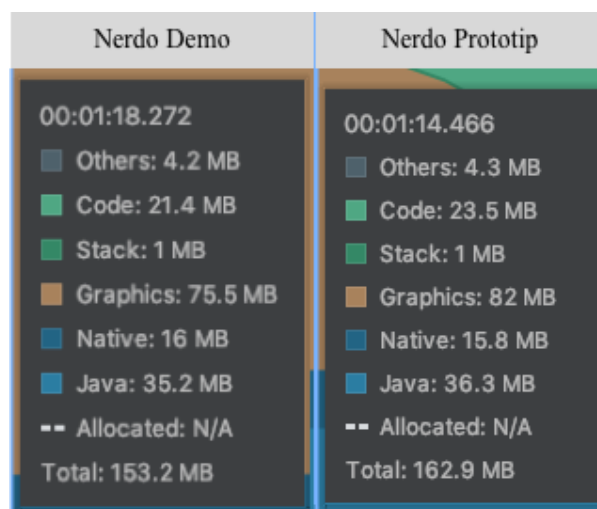 Nerdo Demo
00:01:18.272
Others: 4.2 MB
Code: 21.4 MB
Stack: 1 MB
Graphics: 75.5 MB
Native: 16 MB
Java: 35.2 MB
Allocated: N/A
Total: 153.2 MB
Nerdo Prototip
00:01:14.466
Others: 4.3 MB
Code: 23.5 MB
Stack: 1 MB
Graphics: 82 MB
Native: 15.8 MB
Java: 36.3 MB
Allocated: N/A
Total: 162.9 MB